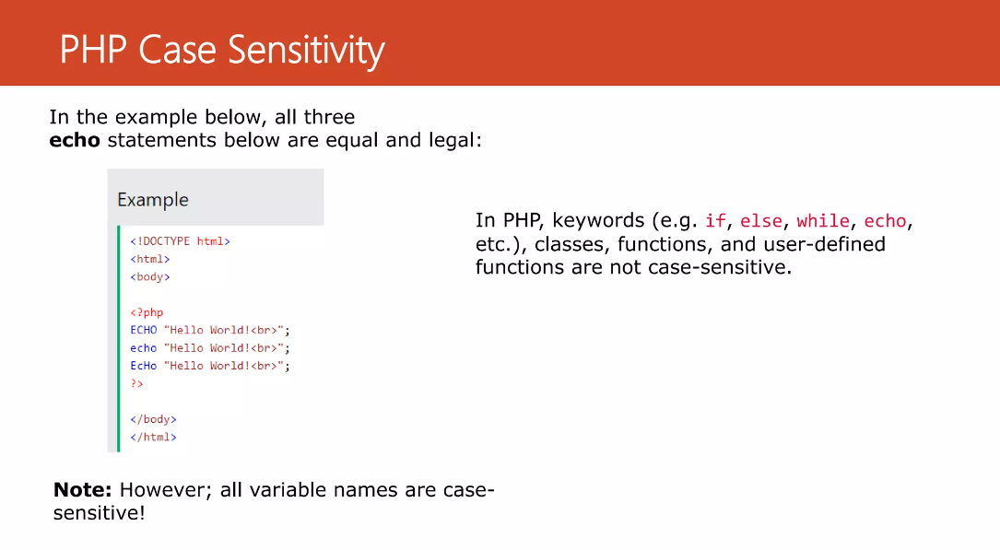 PHP Case Sensitivity
In the example below, all three
echo statements below are equal and legal:
Example
<!DOCTYPE html>
<html>
<body>
<?php
ECHO "Hello World!<br>";
echo "Hello World!<br>";
EcHo "Hello World!<br>";
?>
</body>
</html>
In PHP, keywords (e.g. if, else, while, echo,
etc.), classes, functions, and user-defined
functions are not case-sensitive.
Note: However; all variable names are case-
sensitive!